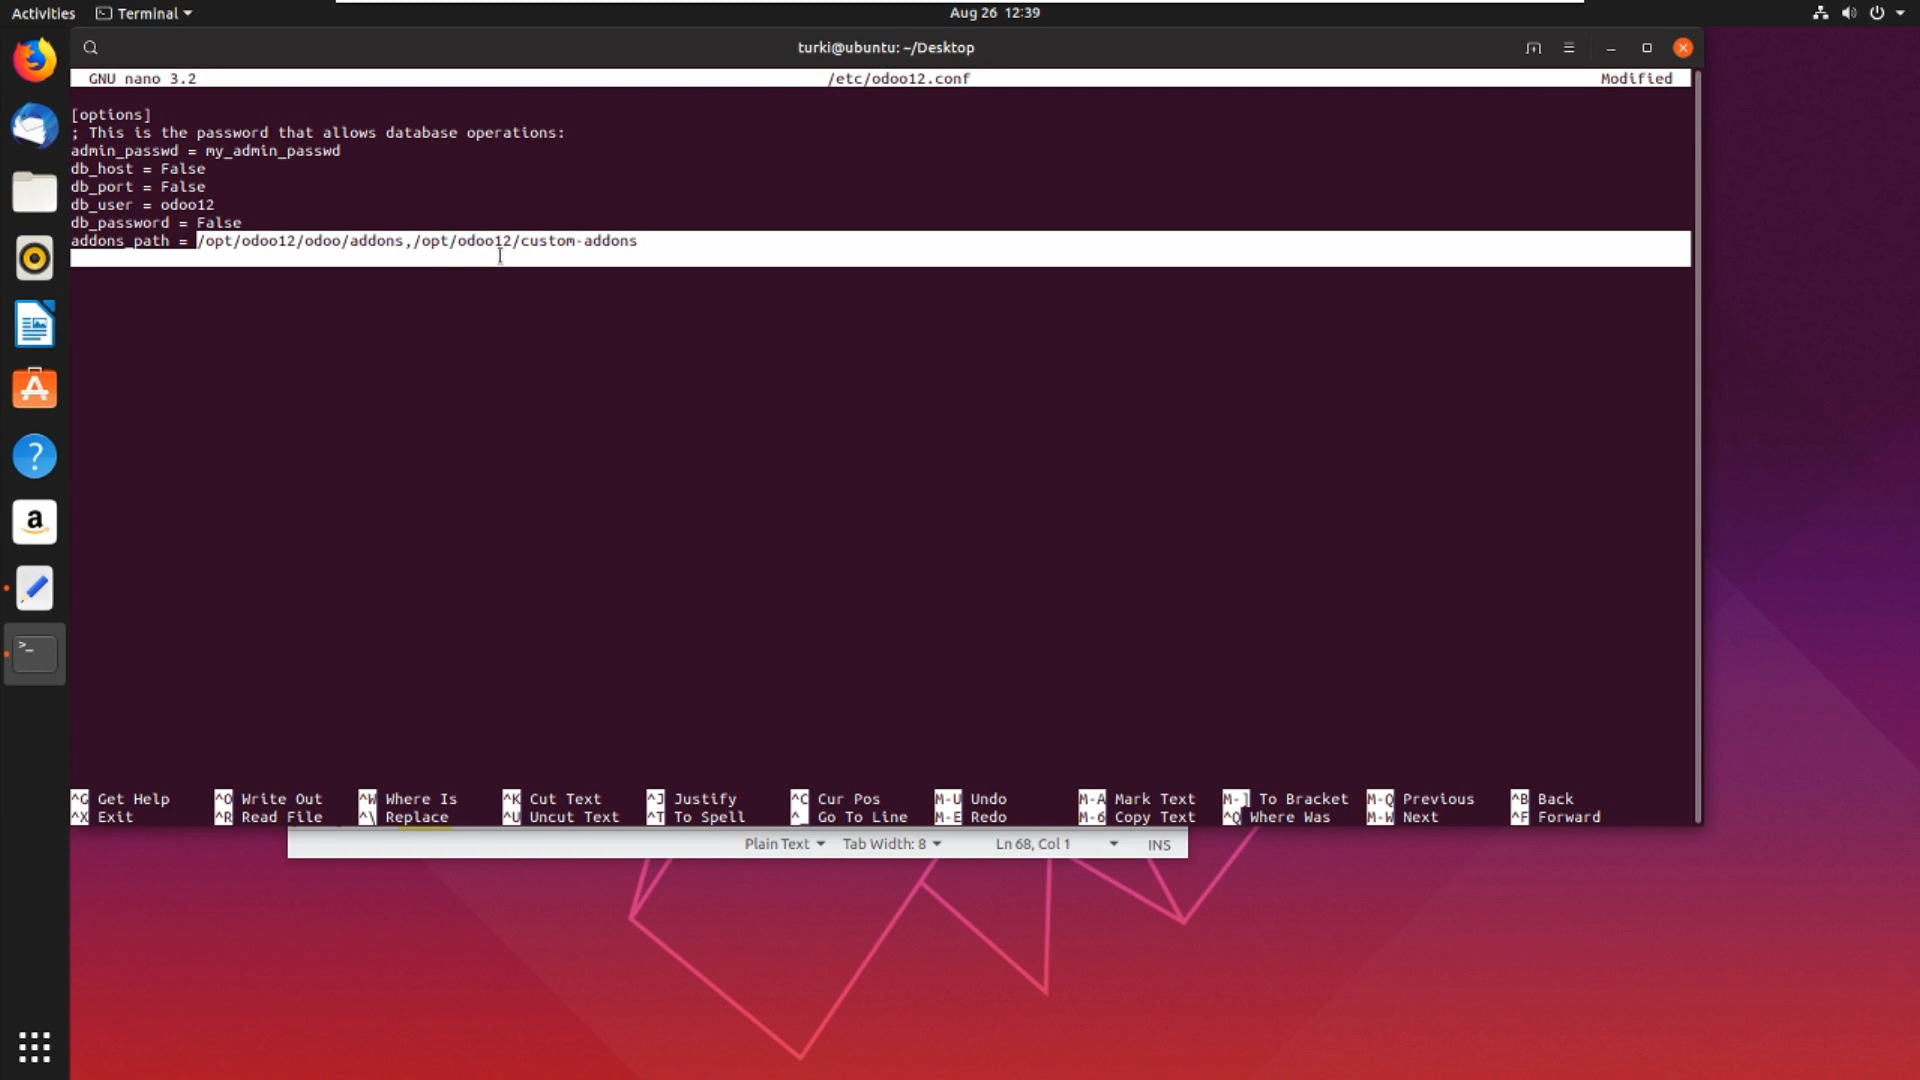 Activities
Terminal
Aug 26 12:39
turki@ubuntu: ~/Desktop
GNU nano 3.2
/etc/odoo12.conf
Modified
[options]
; This is the password that allows database operations:
admin_passwd = my_admin_passwd
db_host = False
db_port = False
db_user = odoo12
db_password = False
addons_path = /opt/odoo12/odoo/addons,/opt/odoo12/custom-addons
^G Get Help ^O Write Out ^W Where Is ^K Cut Text ^J Justify ^C Cur Pos M-U Undo M-A Mark Text M-] To Bracket M-Q Previous ^B Back
^X Exit ^R Read File ^\ Replace ^U Uncut Text ^T To Spell ^_ Go To Line M-E Redo M-6 Copy Text ^Q Where Was M-W Next ^F Forward
Plain Text Tab Width: 8 Ln 68, Col 1 INS